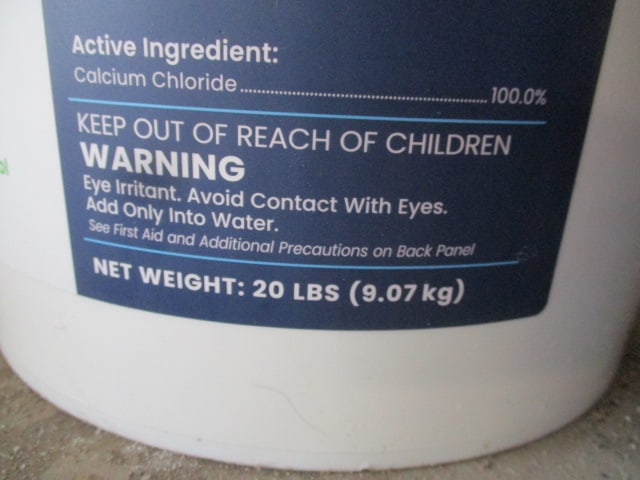 Active Ingredient:
Calcium Chloride ........................................................ 100.0%
KEEP OUT OF REACH OF CHILDREN
WARNING
Eye Irritant. Avoid Contact With Eyes.
Add Only Into Water.
See First Aid and Additional Precautions on Back Panel
NET WEIGHT: 20 LBS (9.07 kg)